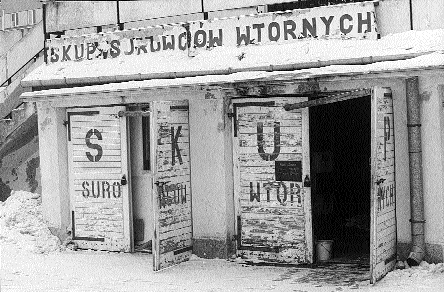 SKUP SUROWCÓW WTÓRNYCH
S K U P
SURO WCÓW WTÓR NYCH